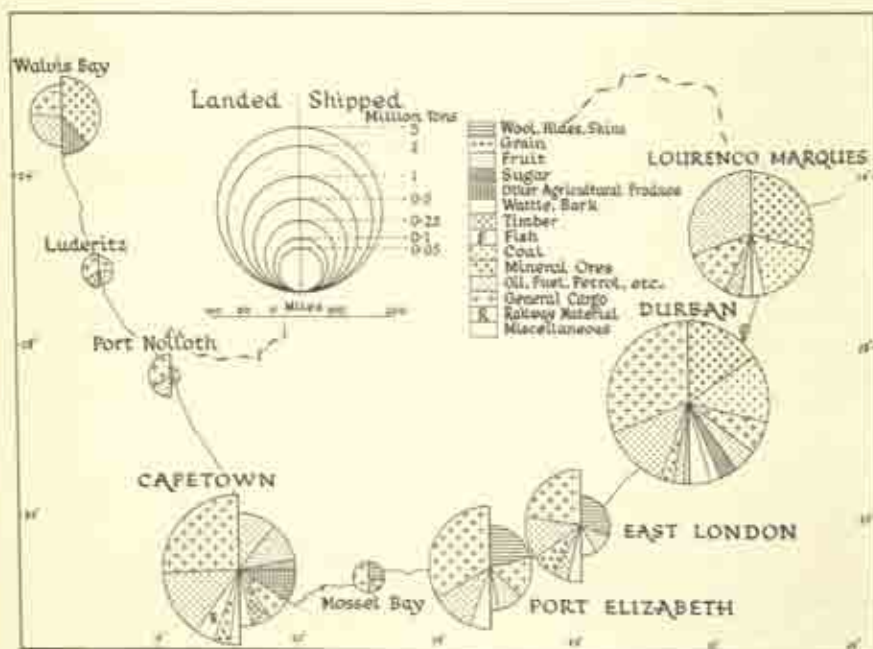 Walvis Bay
Landed Shipped
Million Tons
5
1
0·5
0·25
0·1
0·05
Miles
Wool, Hides, Skins
Grain
Fruit
Sugar
Other Agricultural Produce
Wattle, Bark
Timber
Fish
Coal
Mineral Ores
Oil, Fuel, Petrol, etc.
General Cargo
R Railway Material
Miscellaneous
LOURENCO MARQUES
Luderitz
DURBAN
Port Nolloth
CAPETOWN
EAST LONDON
Mossel Bay
PORT ELIZABETH